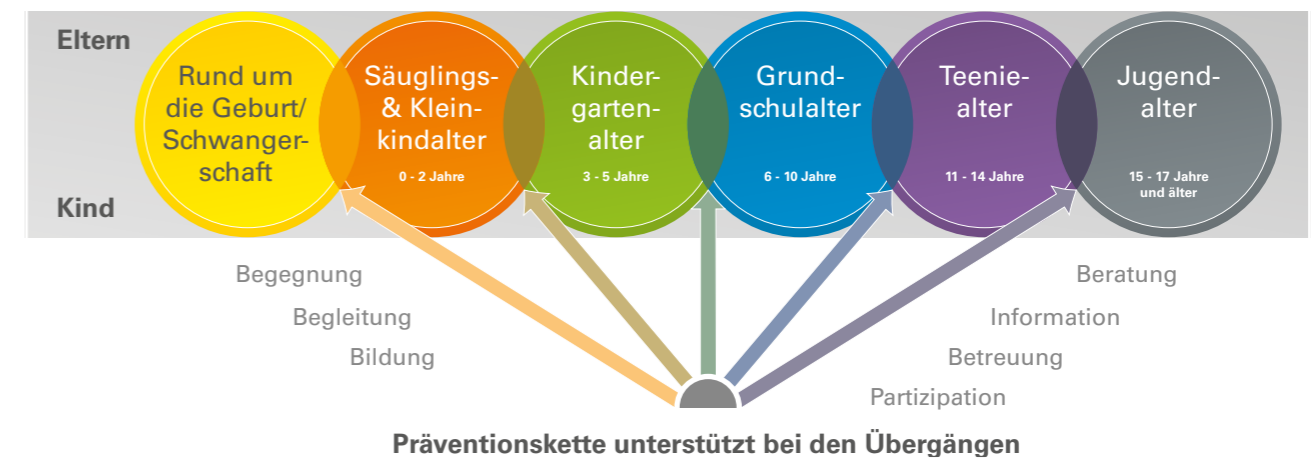 Eltern
Rund um
die Geburt/
Schwanger-
schaft
Säuglings-
& Klein-
kindalter
0 - 2 Jahre
Kinder-
garten-
alter
3 - 5 Jahre
Grund-
schulalter
6 - 10 Jahre
Teenie-
alter
11 - 14 Jahre
Jugend-
alter
15 - 17 Jahre
und älter
Kind
Begegnung
Begleitung
Bildung
Beratung
Information
Betreuung
Partizipation
Präventionskette unterstützt bei den Übergängen